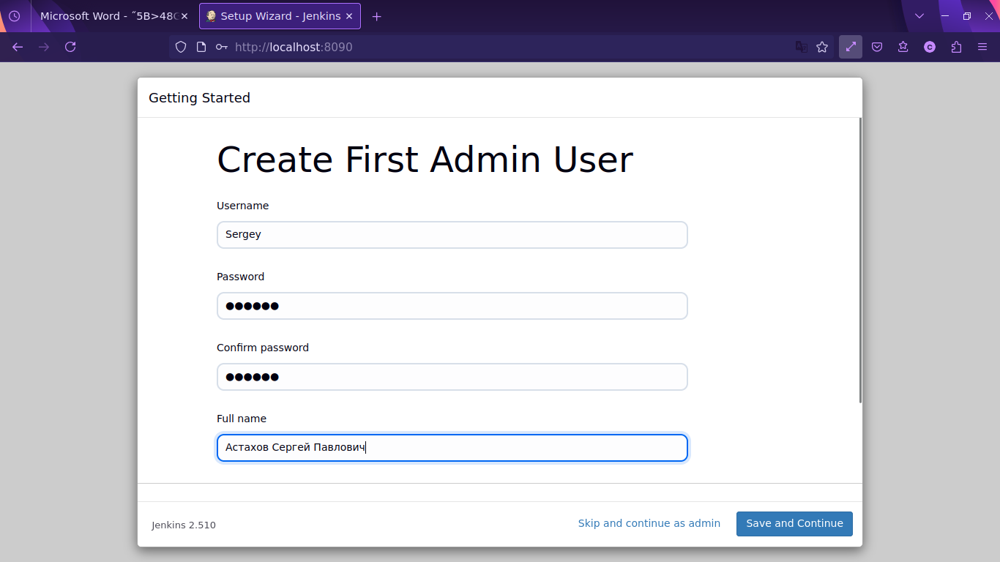 Microsoft Word - ˝5B>48
Setup Wizard - Jenkins
http://localhost:8090
Getting Started
Create First Admin User
Username
Sergey
Password
●●●●●●
Confirm password
●●●●●●
Full name
Астахов Сергей Павлович
Jenkins 2.510
Skip and continue as admin
Save and Continue